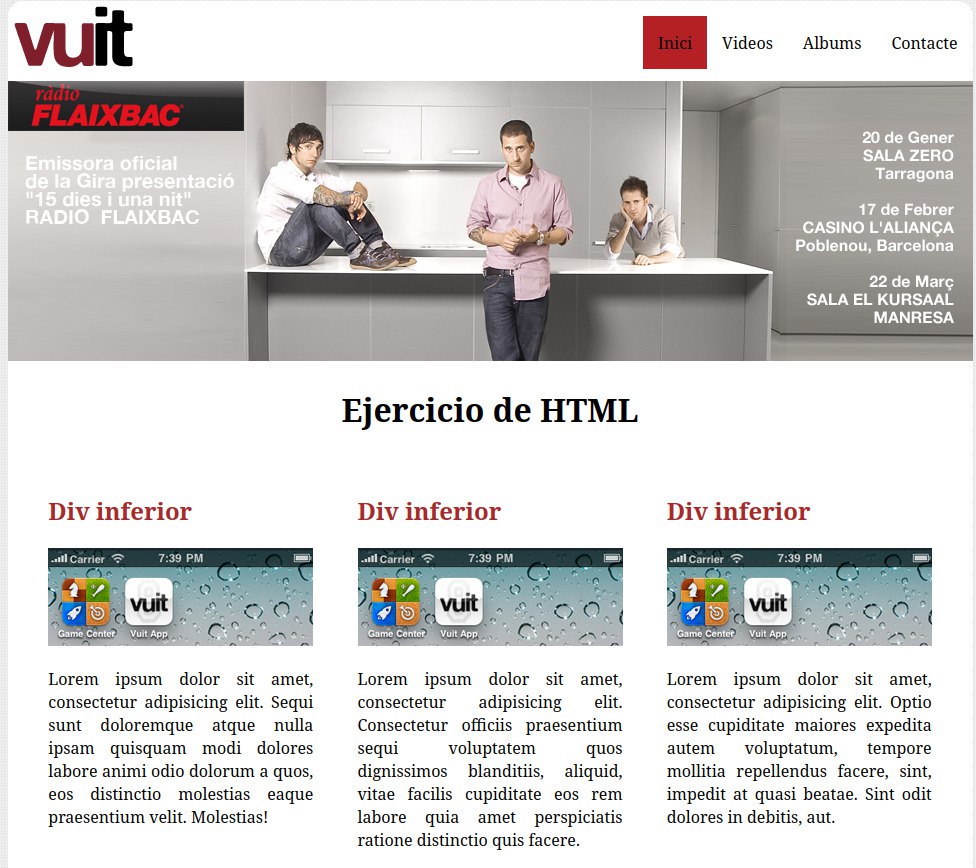 vuit
Inici Videos Albums Contacte
ràdio
FLAIXBAC
Emissora oficial
de la Gira presentació
"15 dies i una nit"
RADIO FLAIXBAC
20 de Gener
SALA ZERO
Tarragona
17 de Febrer
CASINO L'ALIANÇA
Poblenou, Barcelona
22 de Març
SALA EL KURSAAL
MANRESA
Ejercicio de HTML
Div inferior
Carrier 7:39 PM
vuit
Game Center Vuit App
Lorem ipsum dolor sit amet,
consectetur adipisicing elit. Sequi
sunt doloremque atque nulla
ipsam quisquam modi dolores
labore animi odio dolorum a quos,
eos distinctio molestias eaque
praesentium velit. Molestias!
Div inferior
Carrier 7:39 PM
vuit
Game Center Vuit App
Lorem ipsum dolor sit amet,
consectetur adipisicing elit.
Consectetur officiis praesentium
sequi voluptatem quos
dignissimos blanditiis, aliquid,
vitae facilis cupiditate eos rem
labore quia amet perspiciatis
ratione distinctio quis facere.
Div inferior
Carrier 7:39 PM
vuit
Game Center Vuit App
Lorem ipsum dolor sit amet,
consectetur adipisicing elit. Optio
esse cupiditate maiores expedita
autem voluptatum, tempore
mollitia repellendus facere, sint,
impedit at quasi beatae. Sint odit
dolores in debitis, aut.